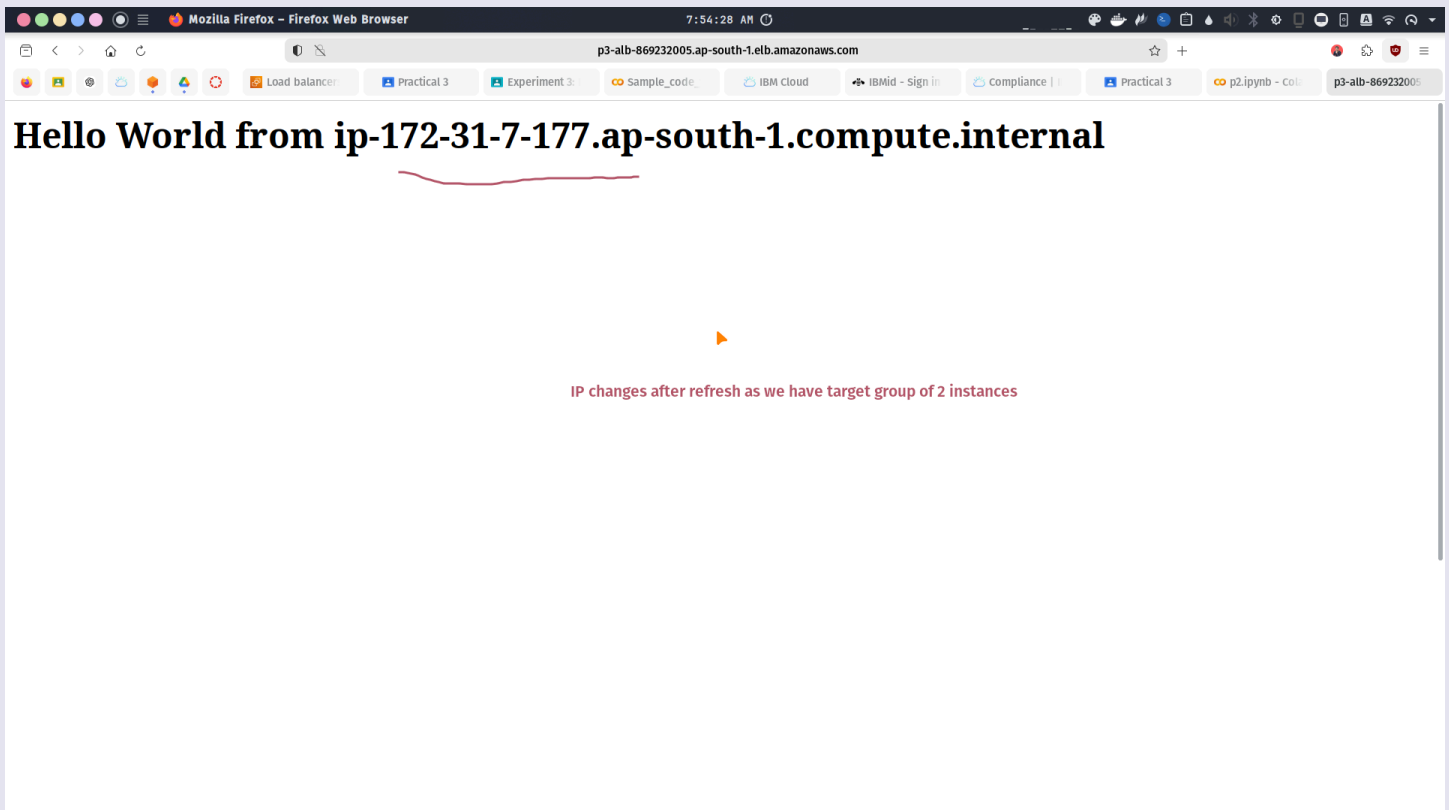 Mozilla Firefox – Firefox Web Browser
7:54:28 AM
p3-alb-869232005.ap-south-1.elb.amazonaws.com
Load balancer
Practical 3
Experiment 3:
Sample_code_
IBM Cloud
IBMid - Sign in
Compliance |
Practical 3
p2.ipynb - Col
p3-alb-869232005
Hello World from ip-172-31-7-177.ap-south-1.compute.internal
IP changes after refresh as we have target group of 2 instances